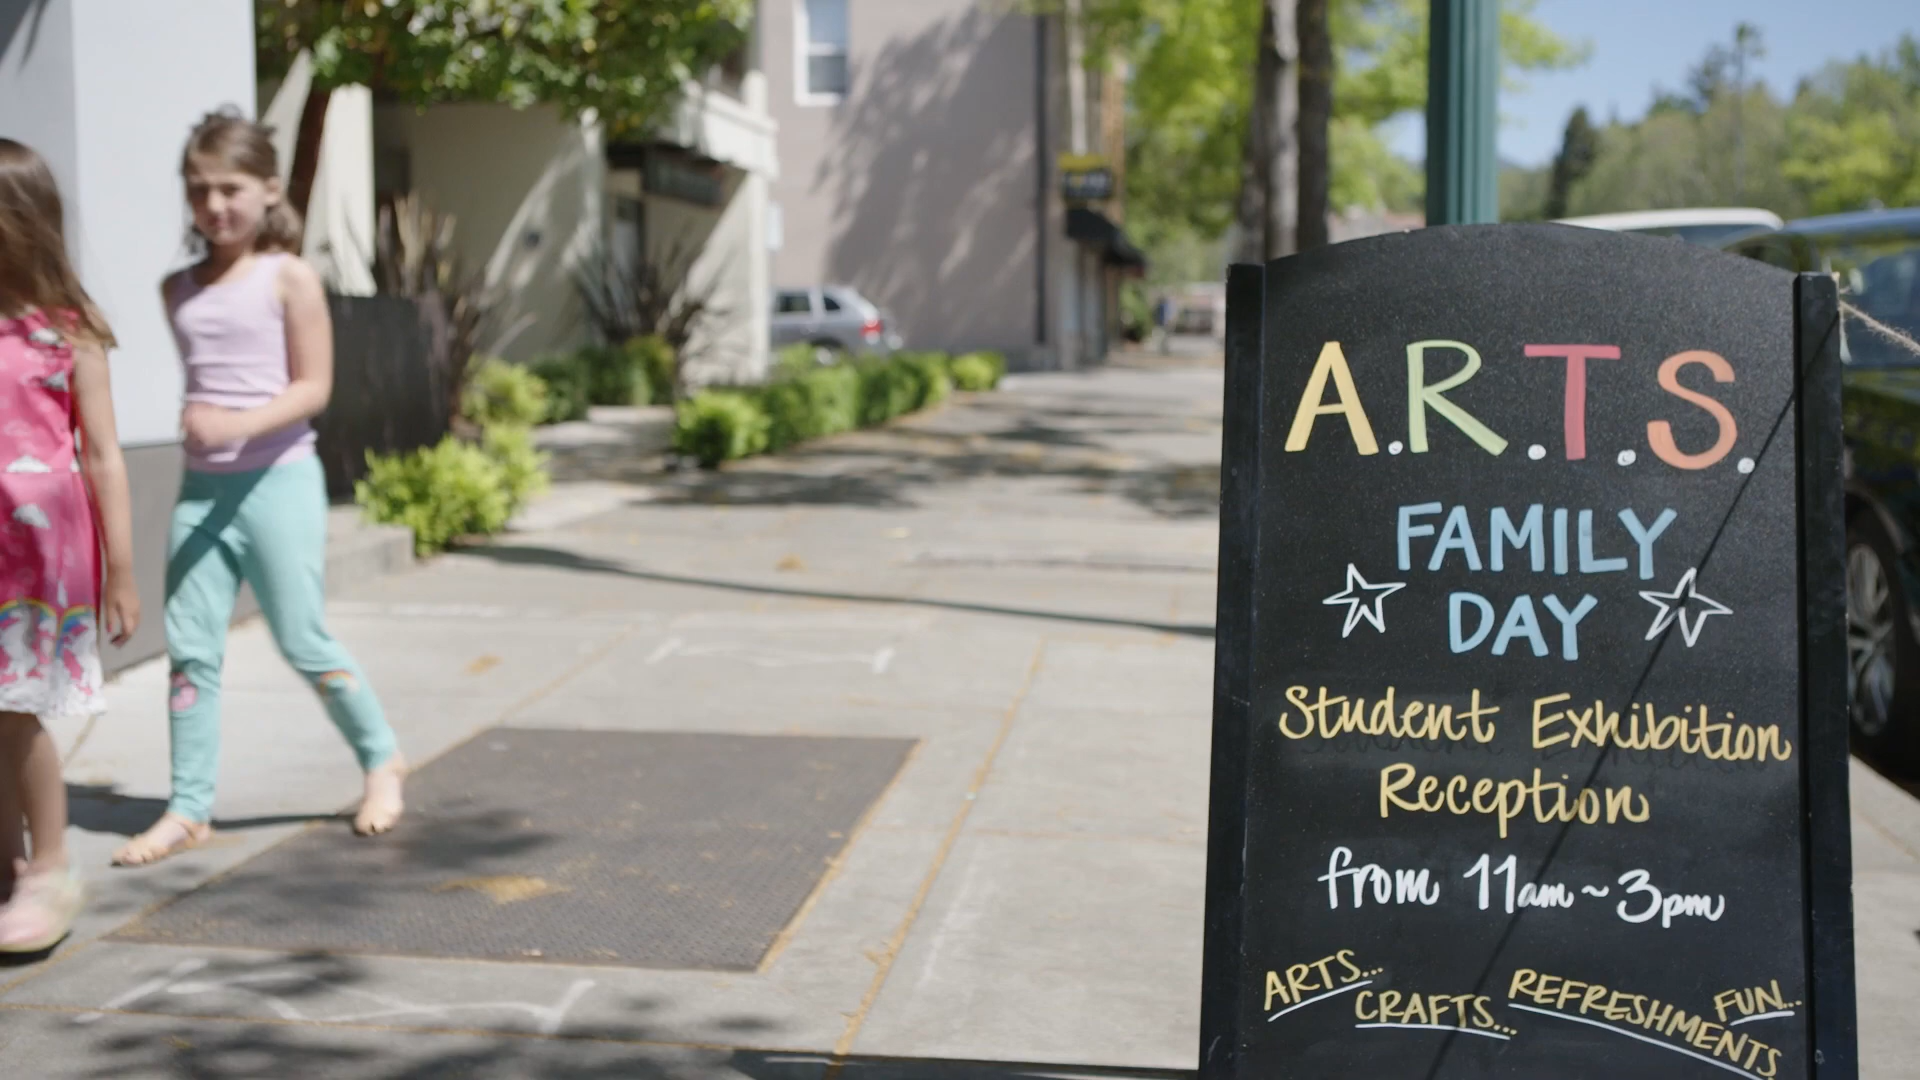 A.R.T.S.
FAMILY
DAY
Student Exhibition
Reception
from 11am~3pm
ARTS...
CRAFTS...
REFRESHMENTS
FUN...